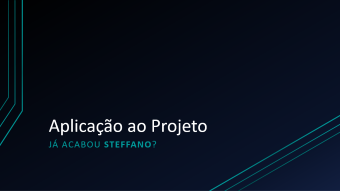 Aplicação ao Projeto
JÁ ACABOU STEFFANO?